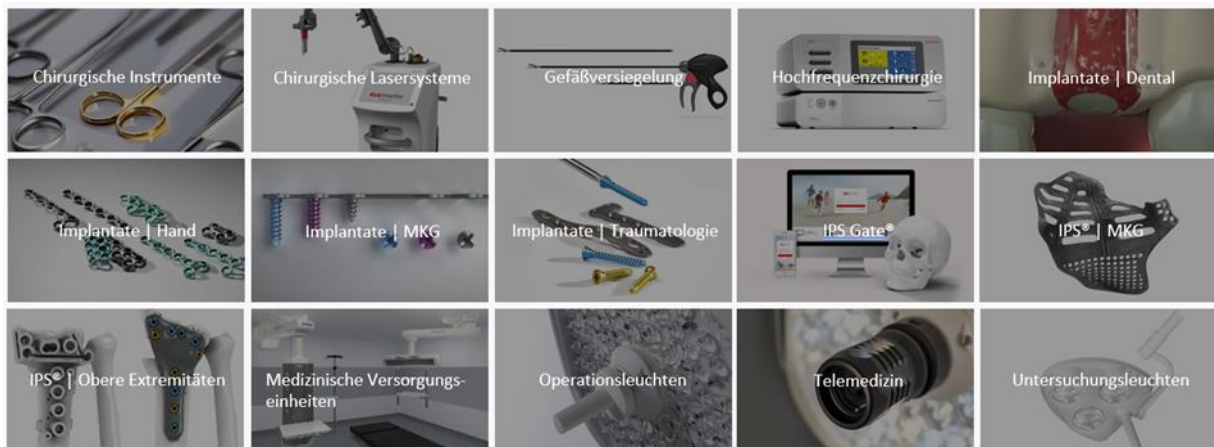 Chirurgische Instrumente
Chirurgische Lasersysteme
Gefäßversiegelung
Hochfrequenzchirurgie
Implantate | Dental
Implantate | Hand
Implantate | MKG
Implantate | Traumatologie
IPS Gate®
IPS® | MKG
IPS® | Obere Extremitäten
Medizinische Versorgungs-
einheiten
Operationsleuchten
Telemedizin
Untersuchungsleuchten